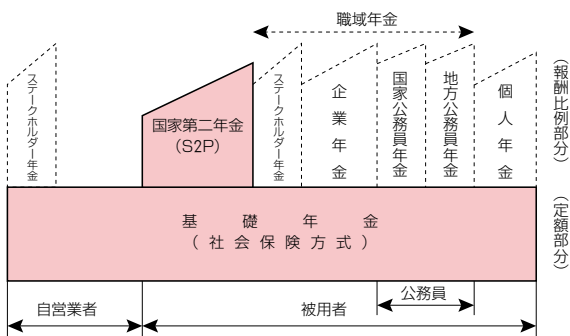 職域年金
ステークホルダー年金
国家第二年金
（S2P）
ステークホルダー年金
企業年金
国家公務員年金
地方公務員年金
個人年金
（報酬比例部分）
基礎年金
（社会保険方式）
（定額部分）
自営業者
被用者
公務員